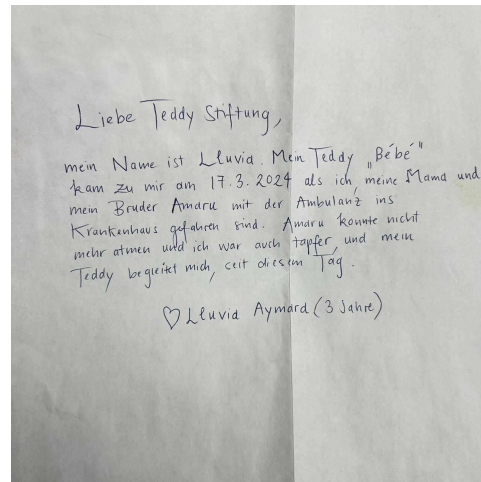 Liebe Teddy Stiftung,
mein Name ist Lluvia. Mein Teddy „Bébé"
kam zu mir am 17.3.2024 als ich, meine Mama und
mein Bruder Amaru mit der Ambulanz ins
Krankenhaus gefahren sind. Amaru konnte nicht
mehr atmen und ich war auch tapfer, und mein
Teddy begleitet mich, ceit diesem Tag.
♡ Lluvia Aymard (3 Jahre)